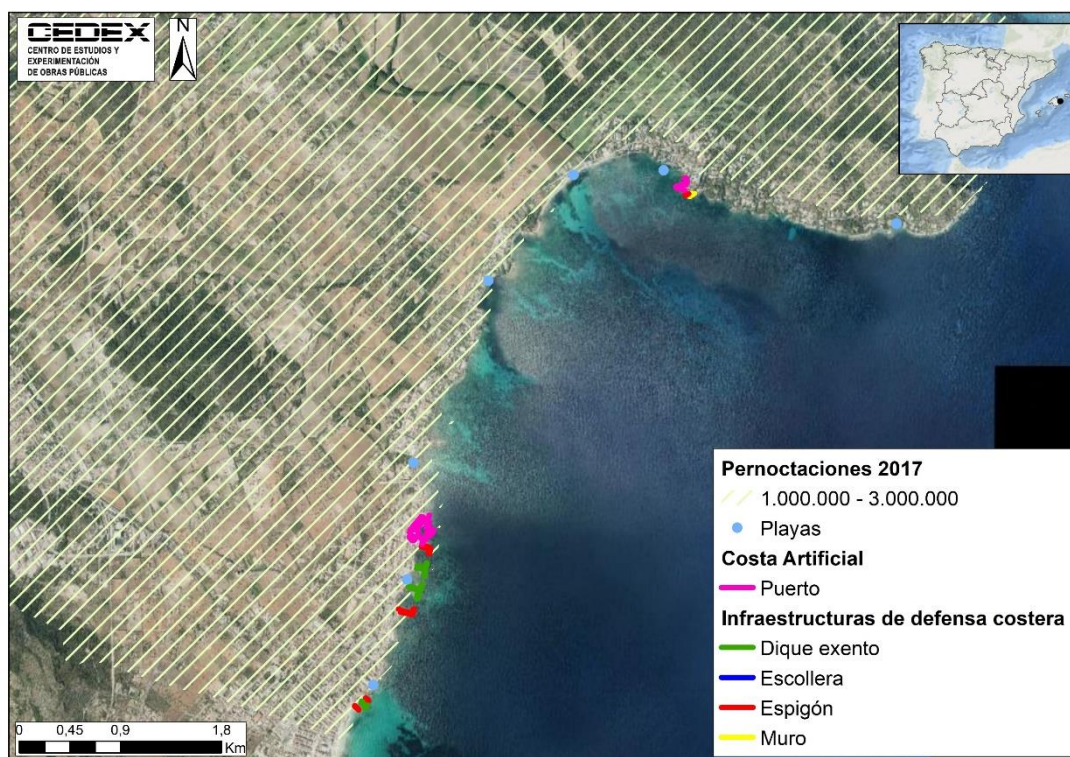 CEDEX
CENTRO DE ESTUDIOS Y
EXPERIMENTACIÓN
DE OBRAS PÚBLICAS
N
Pernoctaciones 2017
1.000.000 - 3.000.000
Playas
Costa Artificial
Puerto
Infraestructuras de defensa costera
Dique exento
Escollera
Espigón
Muro
0 0,45 0,9 1,8
Km